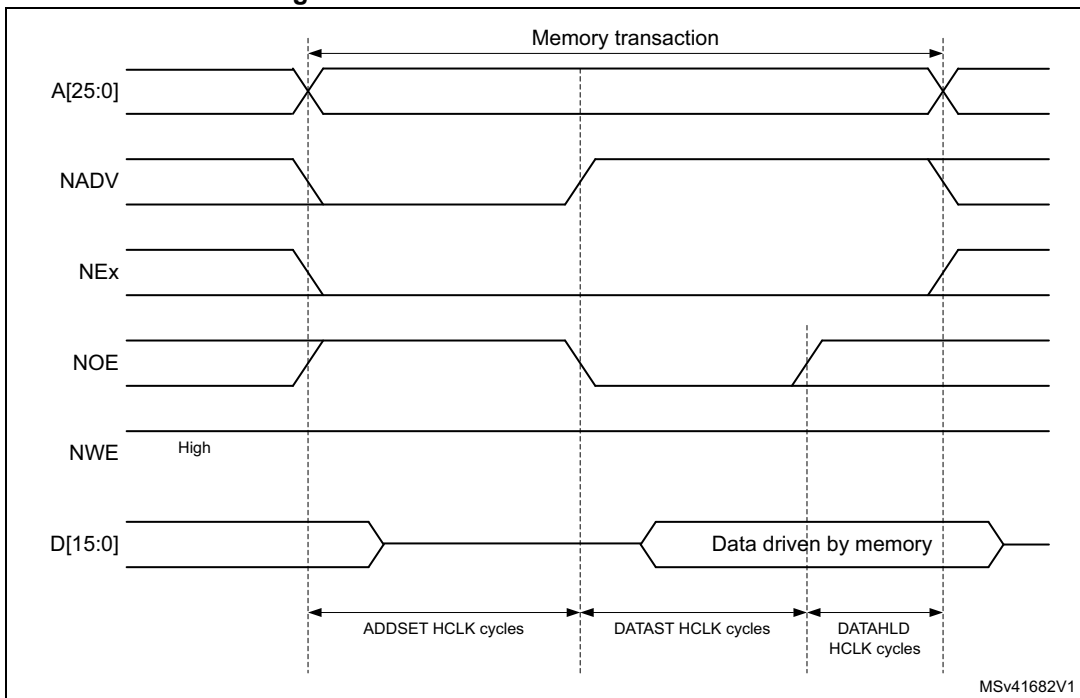 Memory transaction
A[25:0]
NADV
NEx
NOE
NWE
High
D[15:0]
Data driven by memory
ADDSET HCLK cycles
DATAST HCLK cycles
DATAHLD
HCLK cycles
MSv41682V1